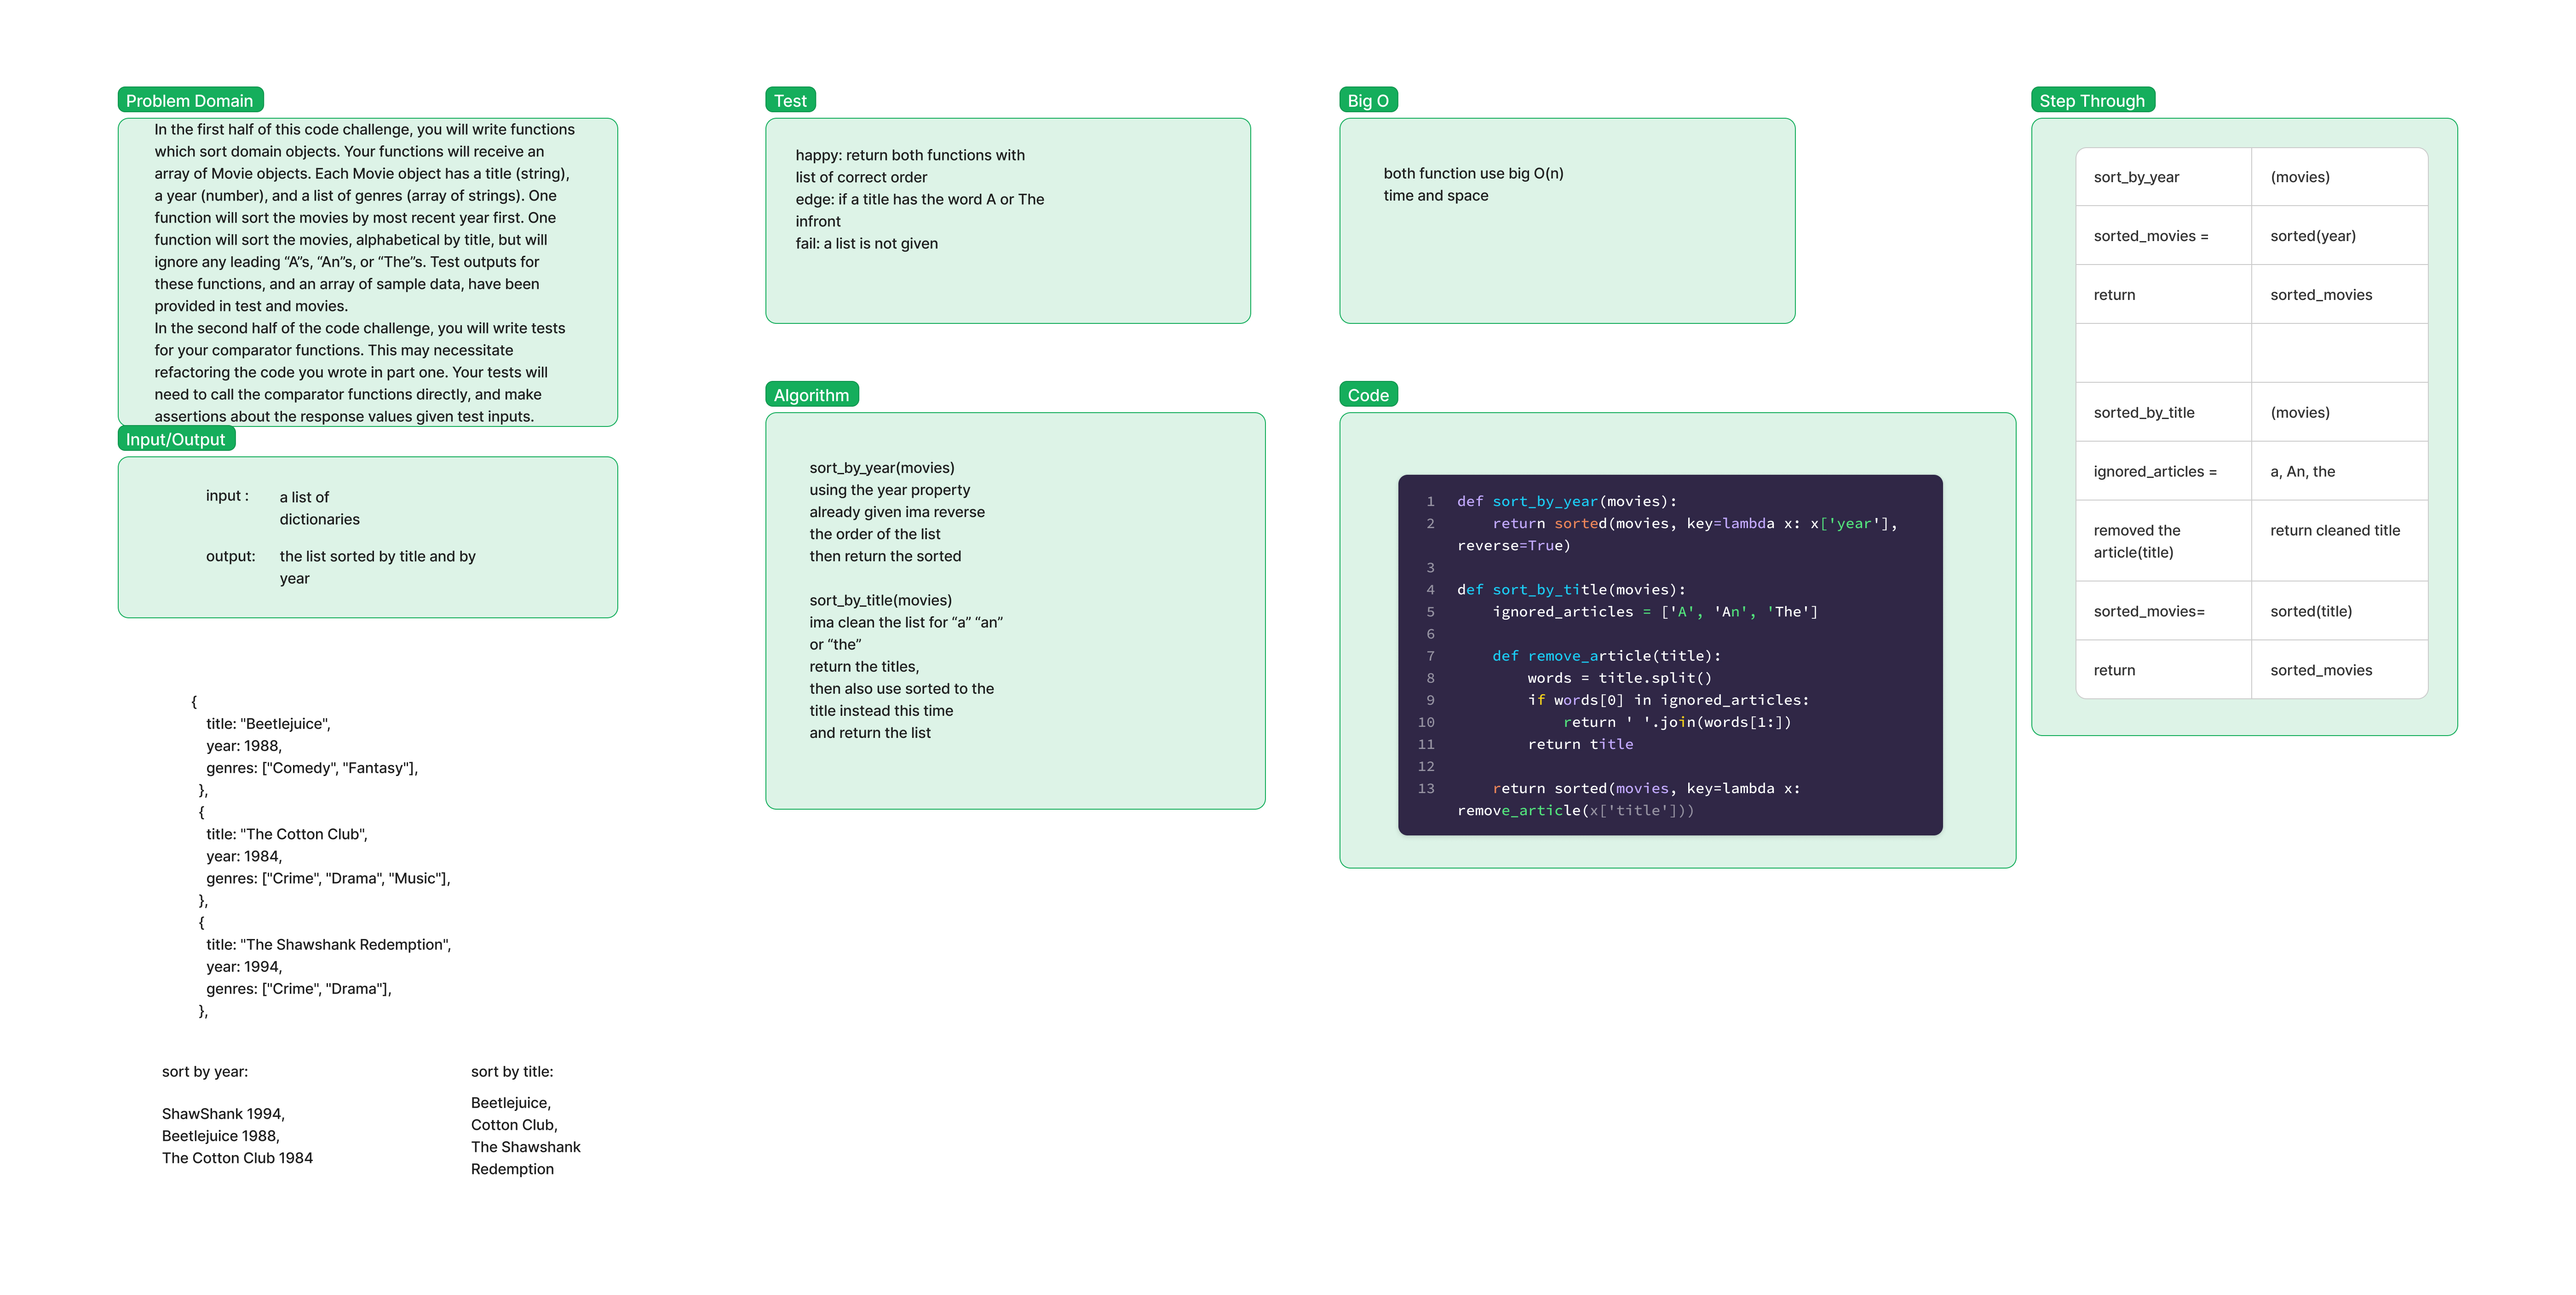 Problem Domain
In the first half of this code challenge, you will write functions
which sort domain objects. Your functions will receive an
array of Movie objects. Each Movie object has a title (string),
a year (number), and a list of genres (array of strings). One
function will sort the movies by most recent year first. One
function will sort the movies, alphabetical by title, but will
ignore any leading “A”s, “An”s, or “The”s. Test outputs for
these functions, and an array of sample data, have been
provided in test and movies.
In the second half of the code challenge, you will write tests
for your comparator functions. This may necessitate
refactoring the code you wrote in part one. Your tests will
need to call the comparator functions directly, and make
assertions about the response values given test inputs.
Input/Output
input : a list of
dictionaries
output: the list sorted by title and by
year
{
title: "Beetlejuice",
year: 1988,
genres: ["Comedy", "Fantasy"],
},
{
title: "The Cotton Club",
year: 1984,
genres: ["Crime", "Drama", "Music"],
},
{
title: "The Shawshank Redemption",
year: 1994,
genres: ["Crime", "Drama"],
},
sort by year:
ShawShank 1994,
Beetlejuice 1988,
The Cotton Club 1984
sort by title:
Beetlejuice,
Cotton Club,
The Shawshank
Redemption
Test
happy: return both functions with
list of correct order
edge: if a title has the word A or The
infront
fail: a list is not given
Algorithm
sort_by_year(movies)
using the year property
already given ima reverse
the order of the list
then return the sorted
sort_by_title(movies)
ima clean the list for “a” “an”
or “the”
return the titles,
then also use sorted to the
title instead this time
and return the list
Big O
both function use big O(n)
time and space
Code
1 def sort_by_year(movies):
2 return sorted(movies, key=lambda x: x['year'],
reverse=True)
3
4 def sort_by_title(movies):
5 ignored_articles = ['A', 'An', 'The']
6
7 def remove_article(title):
8 words = title.split()
9 if words[0] in ignored_articles:
10 return ' '.join(words[1:])
11 return title
12
13 return sorted(movies, key=lambda x:
remove_article(x['title']))
Step Through
sort_by_year (movies)
sorted_movies = sorted(year)
return sorted_movies
sorted_by_title (movies)
ignored_articles = a, An, the
removed the return cleaned title
article(title)
sorted_movies= sorted(title)
return sorted_movies